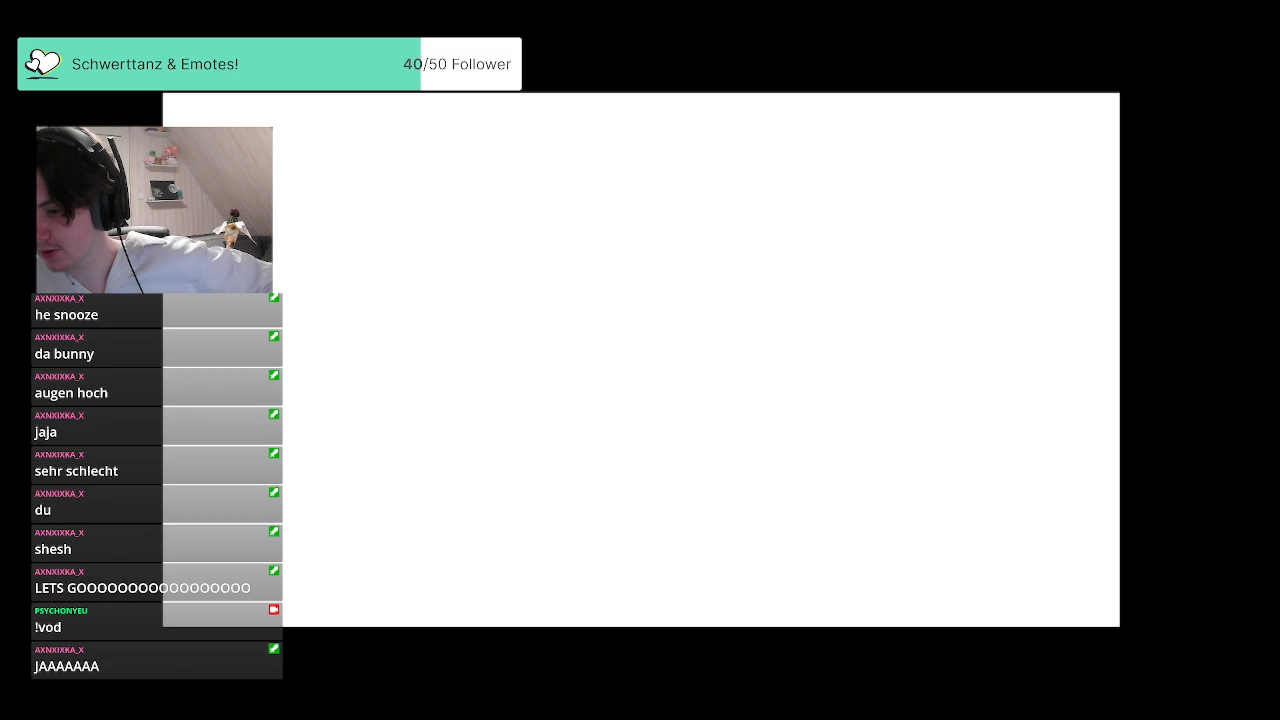 Schwerttanz & Emotes!
40/50 Follower
AXNXIXKA_X
he snooze
AXNXIXKA_X
da bunny
AXNXIXKA_X
augen hoch
AXNXIXKA_X
jaja
AXNXIXKA_X
sehr schlecht
AXNXIXKA_X
du
AXNXIXKA_X
shesh
AXNXIXKA_X
LETS GOOOOOOOOOOOOOOOOO
PSYCHONYEU
!vod
AXNXIXKA_X
JAAAAAAA